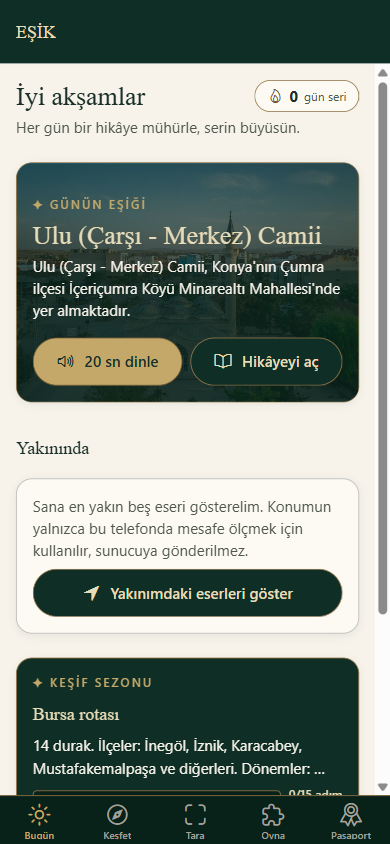 EŞİK
İyi akşamlar
0 gün seri
Her gün bir hikâye mühürle, serin büyüsün.
GÜNÜN EŞİĞİ
Ulu (Çarşı - Merkez) Camii
Ulu (Çarşı - Merkez) Camii, Konya'nın Çumra
ilçesi İçeriçumra Köyü Minarealtı Mahallesi'nde
yer almaktadır.
20 sn dinle
Hikâyeyi aç
Yakınında
Sana en yakın beş eseri gösterelim. Konumun
yalnızca bu telefonda mesafe ölçmek için
kullanılır, sunucuya gönderilmez.
Yakınımdaki eserleri göster
KEŞİF SEZONU
Bursa rotası
14 durak. İlçeler: İnegöl, İznik, Karacabey,
Mustafakemalpaşa ve diğerleri. Dönemler: ...
0/15 adım
Bugün
Keşfet
Tara
Oyna
Pasaport